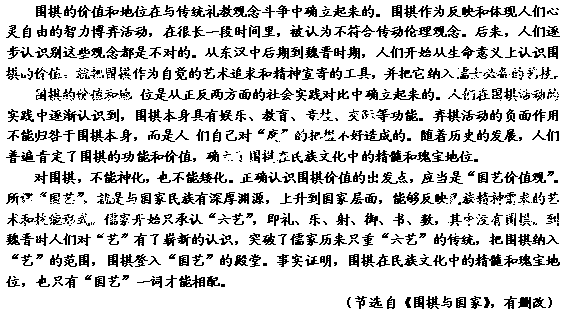 围棋的价值和地位在与传统礼教观念斗争中确立起来的。围棋作为反映和体现人们心
灵自由的智力博弈活动，在很长一段时间里，被认为不符合传动伦理观念。后来，人们逐
步认识到这些观念都是不对的。从东汉中后期到魏晋时期，人们开始从生命意义上认识围
棋的价值，就把围棋作为自觉的艺术追求和精神宣寄的工具，并把它纳入
围棋的价值和地 位是从正反两方面的社会实践对比中确立起来的。人们在围棋活动的
实践中逐渐认识到，围棋本身具有娱乐、教育、竞技、交际等功能。弈棋活动的负面作用
不能归咎于围棋本身，而是人 们自己对“度”的把握不好造成的。随着历史的发展，人们
普遍肯定了围棋的功能和价值，确立了围棋在民族文化中的精髓和瑰宝地位。
对围棋，不能神化，也不能矮化。正确认识围棋价值的出发点，应当是“国艺价值观”。
所谓“国艺”，就是与国家民族有深厚渊源，上升到国家层面，能够反映民族精神需求的艺
术和技能形式。儒家开始只承认“六艺”，即礼、乐、射、御、书、数，其中没有围棋。到
魏晋时人们对“艺”有了崭新的认识，突破了儒家历来只重“六艺”的传统，把围棋纳入
“艺”的范围，围棋登入“国艺”的殿堂。事实证明，围棋在民族文化中的精髓和瑰宝地
位，也只有“国艺”一词才能相配。
（节选自《围棋与国家》，有删改）